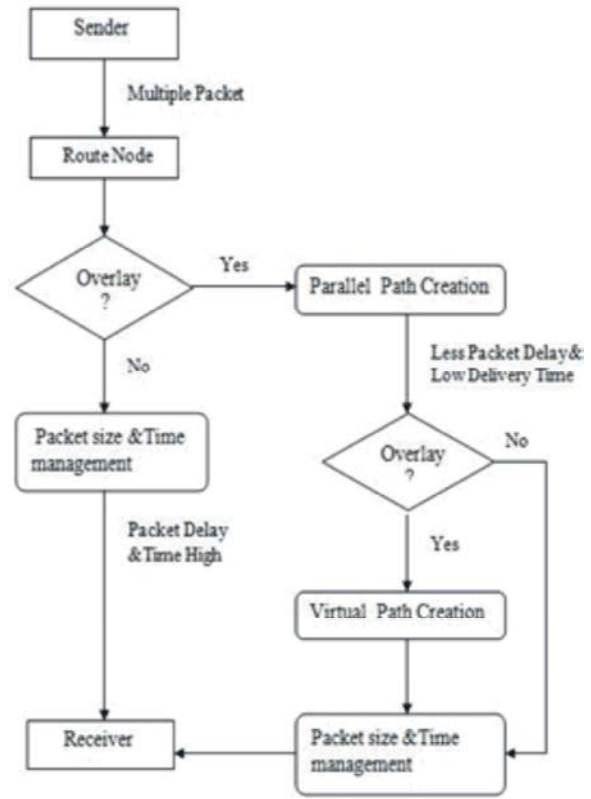 Sender
Multiple Packet
Route Node
Overlay
?
Yes
Parallel Path Creation
No
Less Packet Delay&
Low Delivery Time
Packet size &Time
management
Overlay
?
No
Packet Delay
&Time High
Yes
Virtual Path Creation
Receiver
Packet size &Time
management